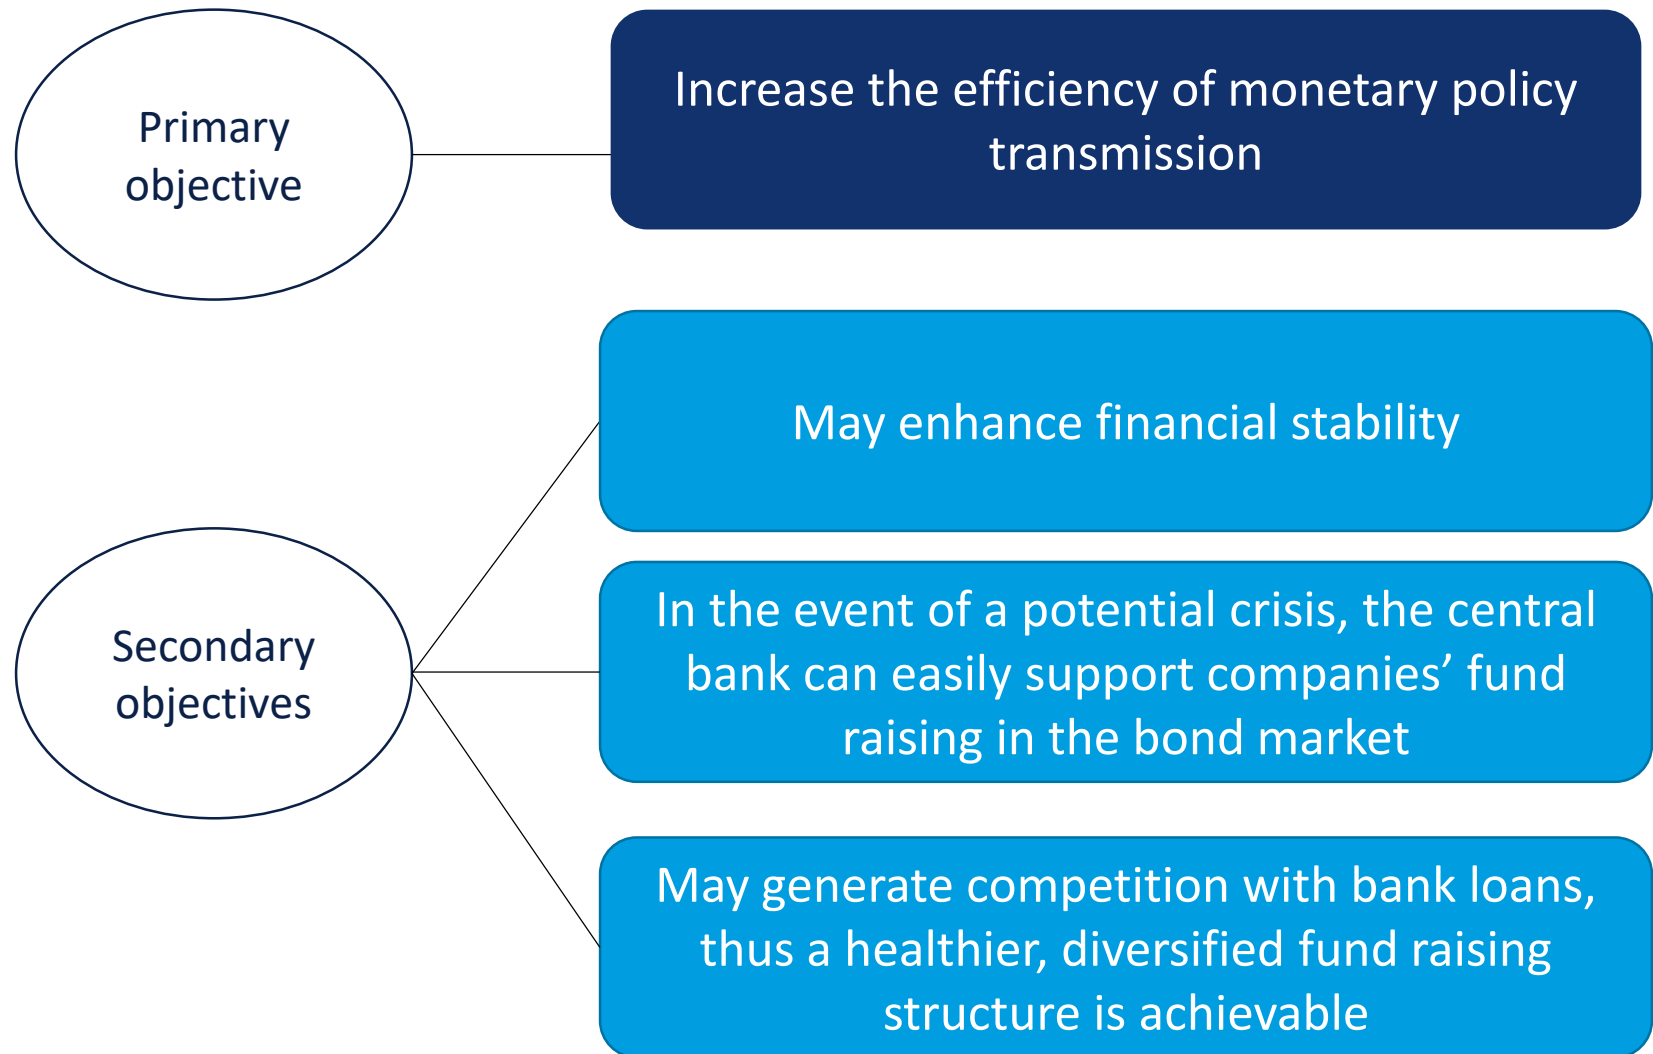 Primary
objective
Increase the efficiency of monetary policy
transmission
May enhance financial stability
Secondary
objectives
In the event of a potential crisis, the central
bank can easily support companies’ fund
raising in the bond market
May generate competition with bank loans,
thus a healthier, diversified fund raising
structure is achievable